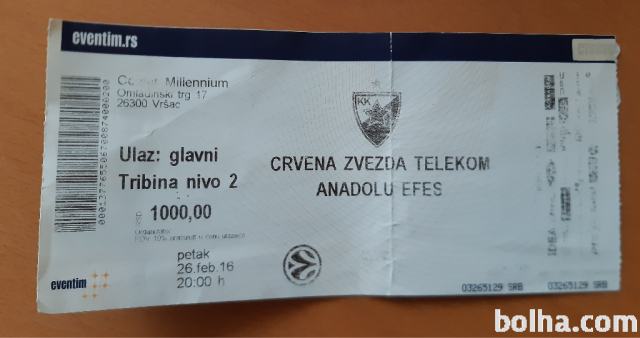 eventim.rs
Millennium
Omladinski trg 17
26300 Vršac
Ulaz: glavni
Tribina nivo 2
1000,00
petak
26.feb.16
20:00 h
eventim
KK
CRVENA ZVEZDA TELEKOM
ANADOLU EFES
03265129 SRB
03265129 SRB
bolha.com